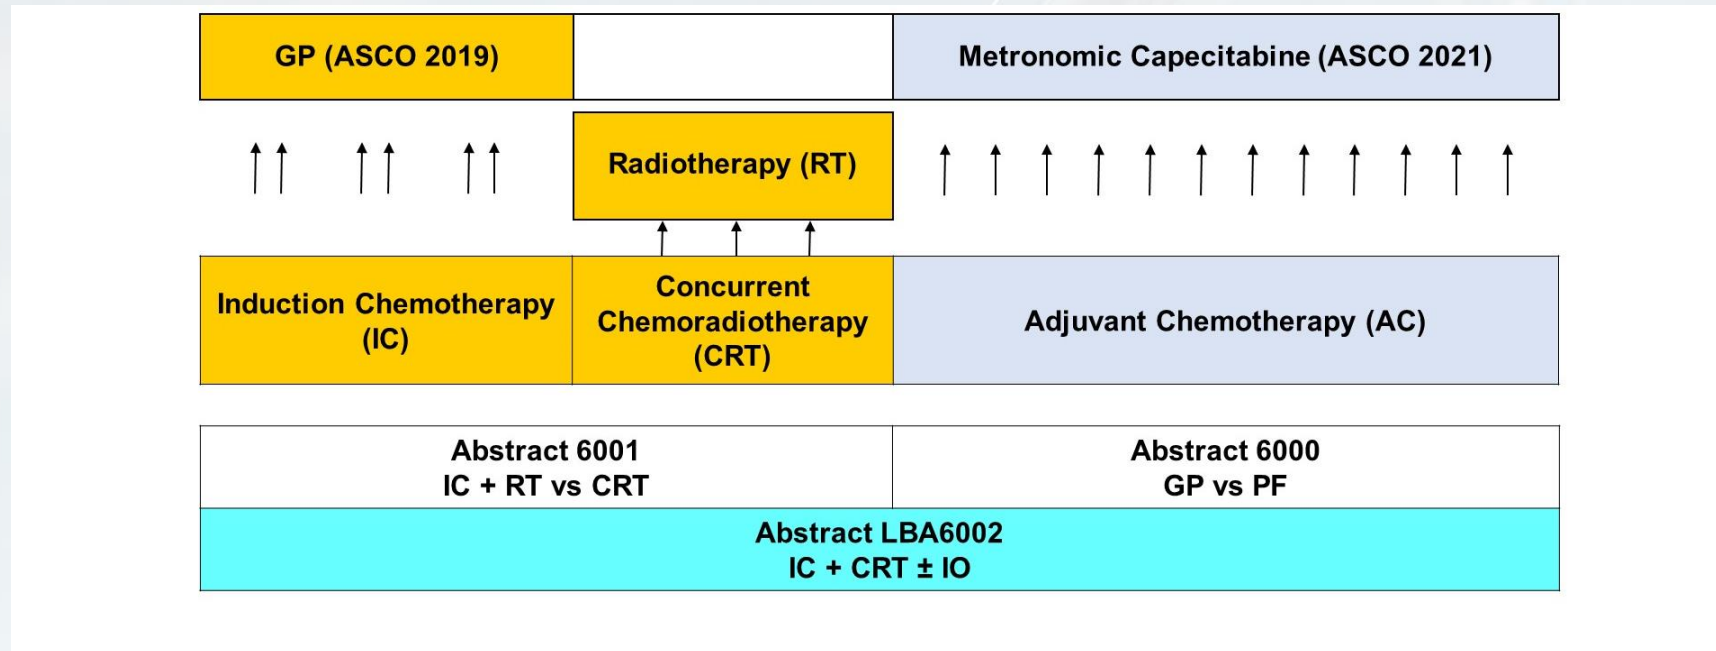 GP (ASCO 2019)
Metronomic Capecitabine (ASCO 2021)
Radiotherapy (RT)
Induction Chemotherapy
(IC)
Concurrent
Chemoradiotherapy
(CRT)
Adjuvant Chemotherapy (AC)
Abstract 6001
IC + RT vs CRT
Abstract 6000
GP vs PF
Abstract LBA6002
IC + CRT ± IO